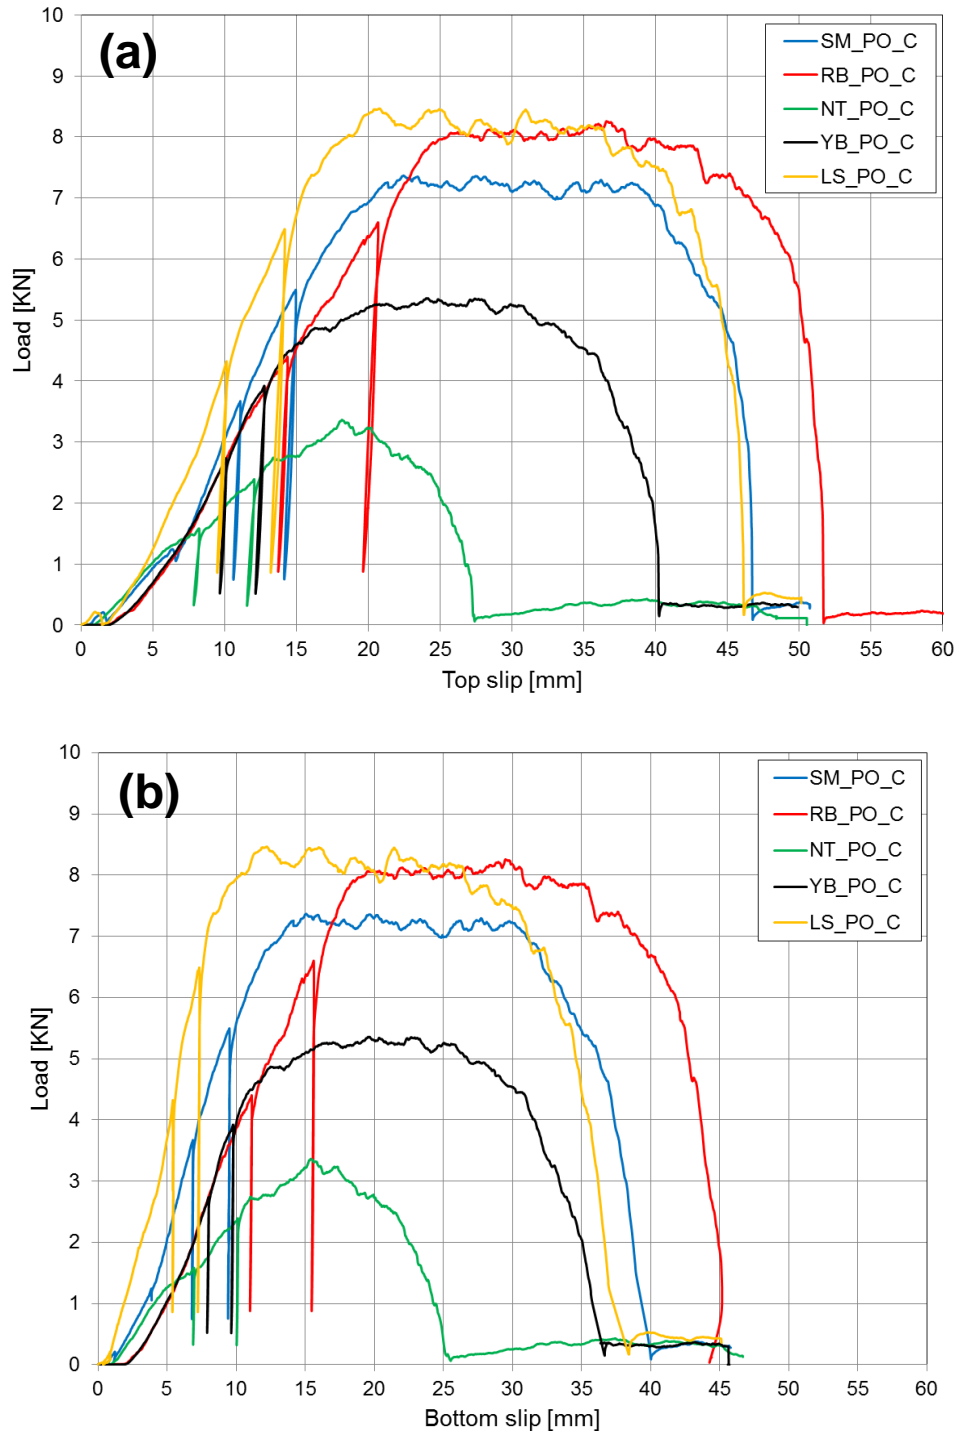 (a)
SM_PO_C
RB_PO_C
NT_PO_C
YB_PO_C
LS_PO_C
10
9
8
7
6
5
4
3
2
1
0
Load [KN]
0 5 10 15 20 25 30 35 40 45 50 55 60
Top slip [mm]
(b)
SM_PO_C
RB_PO_C
NT_PO_C
YB_PO_C
LS_PO_C
10
9
8
7
6
5
4
3
2
1
0
Load [KN]
0 5 10 15 20 25 30 35 40 45 50 55 60
Bottom slip [mm]